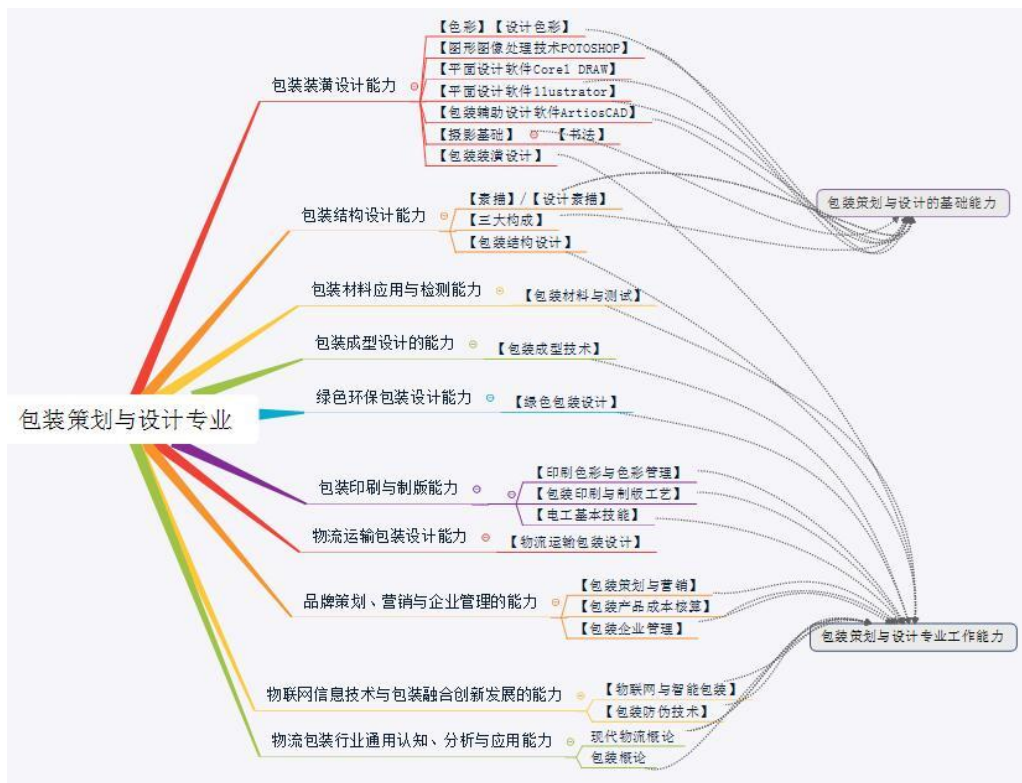 【色彩】【设计色彩】
【图形图像处理技术POTOSHOP】
包装装潢设计能力
【平面设计软件Corel DRAW】
【平面设计软件llustrator】
【包装辅助设计软件ArtiosCAD】
【摄影基础】 【书法】
【包装装潢设计】
【素描】/【设计素描】
包装结构设计能力
【三大构成】
【包装结构设计】
包装策划与设计的基础能力
包装材料应用与检测能力
【包装材料与测试】
包装成型设计的能力
【包装成型技术】
绿色环保包装设计能力
【绿色包装设计】
包装策划与设计专业
包装印刷与制版能力
【印刷色彩与色彩管理】
【包装印刷与制版工艺】
【电工基本技能】
物流运输包装设计能力
【物流运输包装设计】
品牌策划、营销与企业管理的能力
【包装策划与营销】
【包装产品成本核算】
【包装企业管理】
包装策划与设计专业工作能力
物联网信息技术与包装融合创新发展的能力
【物联网与智能包装】
【包装防伪技术】
物流包装行业通用认知、分析与应用能力
现代物流概论
包装概论